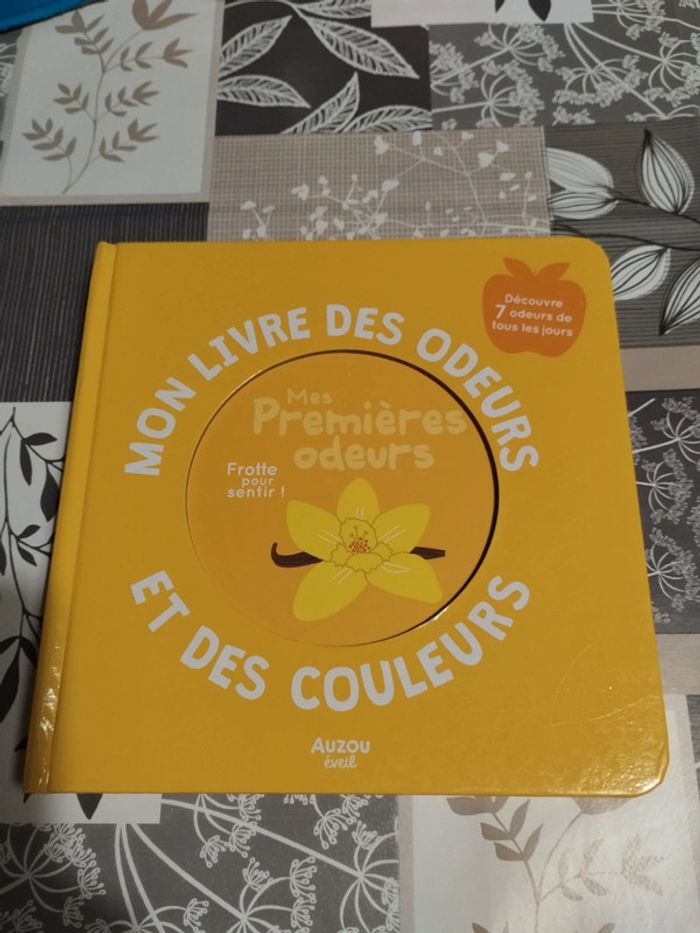 Découvre
7 odeurs de
tous les jours
MON LIVRE DES ODEURS
Mes
Premières
odeurs
Frotte
pour
sentir !
ET DES COULEURS
AUZOU
éveil